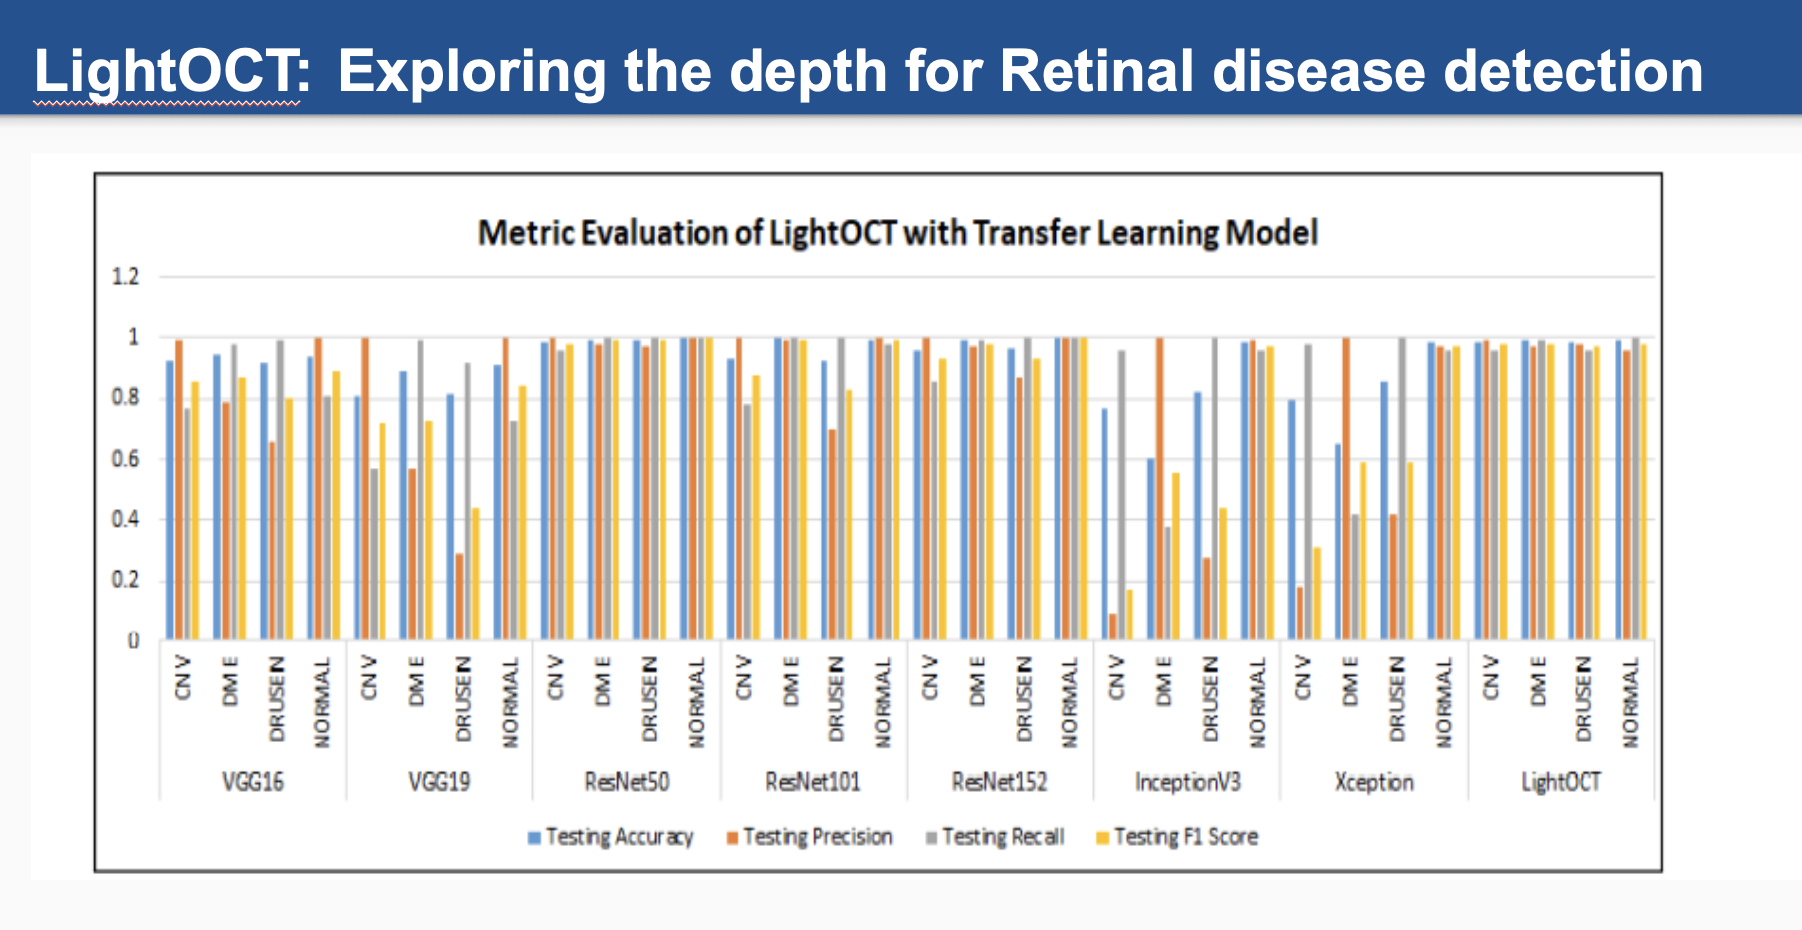 LightOCT: Exploring the depth for Retinal disease detection
Metric Evaluation of LightOCT with Transfer Learning Model
1.2
1
0.8
0.6
0.4
0.2
0
CNV DME DRUSEN NORMAL CNV DME DRUSEN NORMAL CNV DME DRUSEN NORMAL CNV DME DRUSEN NORMAL CNV DME DRUSEN NORMAL CNV DME DRUSEN NORMAL CNV DME DRUSEN NORMAL CNV DME DRUSEN NORMAL
VGG16 VGG19 ResNet50 ResNet101 ResNet152 InceptionV3 Xception LightOCT
Testing Accuracy Testing Precision Testing Recall Testing F1 Score